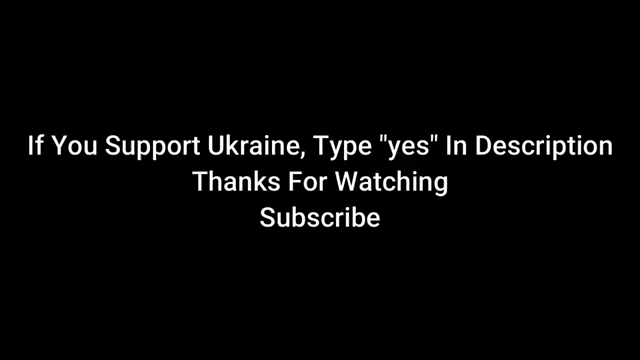 If You Support Ukraine, Type "yes" In Description
Thanks For Watching
Subscribe